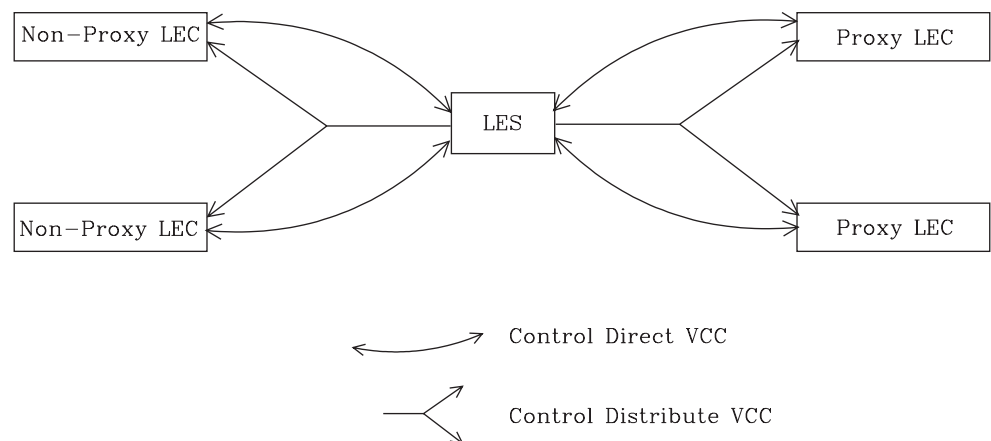 Non-Proxy LEC
Proxy LEC
LES
Non-Proxy LEC
Proxy LEC
Control Direct VCC
Control Distribute VCC